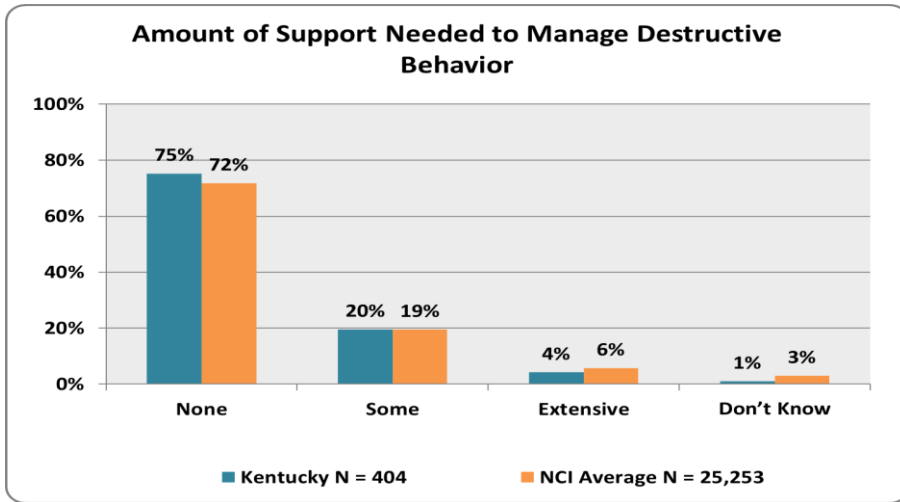 Amount of Support Needed to Manage Destructive
Behavior
100%
80%
60%
40%
20%
0%
75%
72%
20%
19%
4%
6%
1%
3%
None
Some
Extensive
Don’t Know
Kentucky N = 404
NCI Average N = 25,253